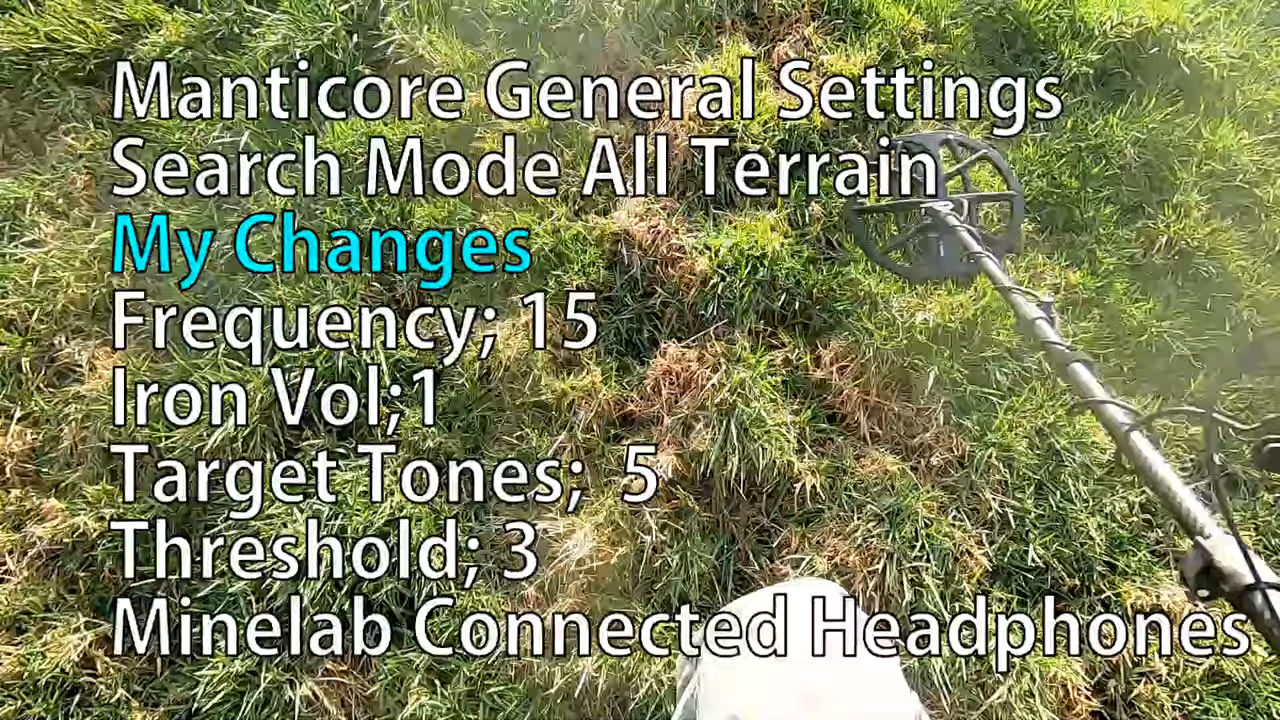 Manticore General Settings
Search Mode All Terrain
My Changes
Frequency; 15
Iron Vol;1
Target Tones;  5
Threshold; 3
Minelab Connected Headphones